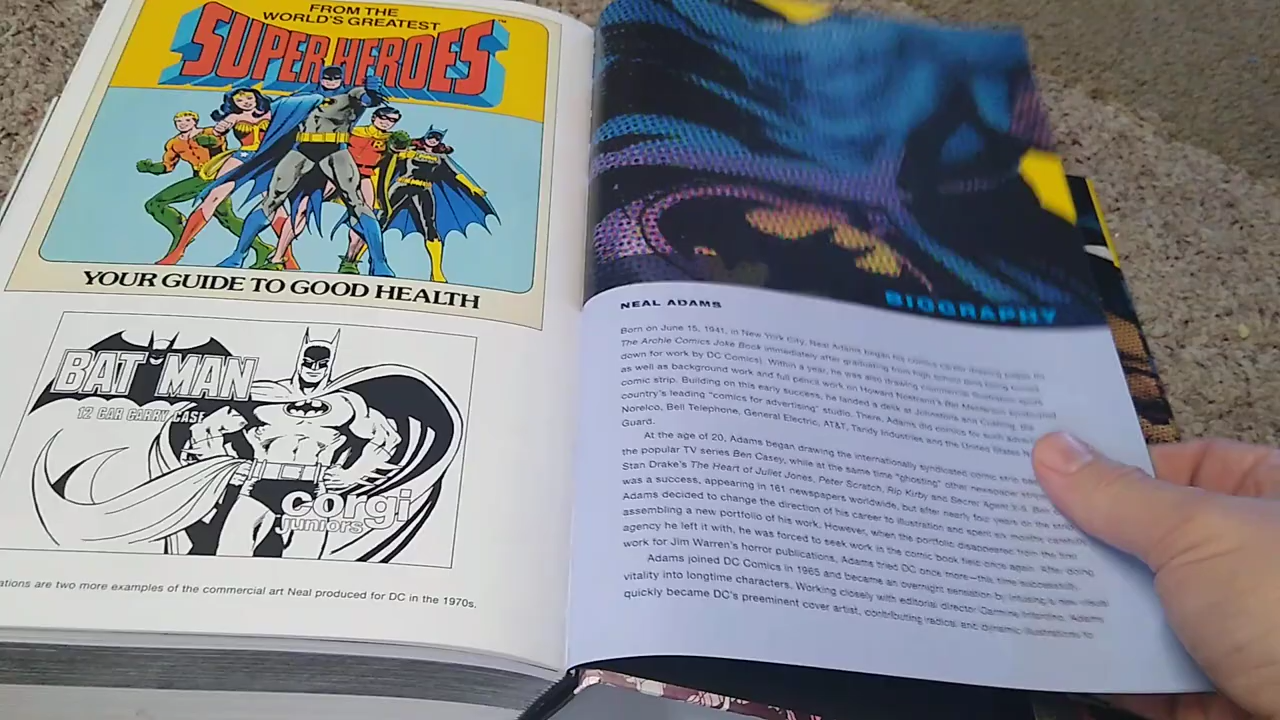 FROM THE
WORLD'S GREATEST
SUPER HEROES™
YOUR GUIDE TO GOOD HEALTH
BATMAN
12 CAR CARRY CASE
corgi
juniors
ations are two more examples of the commercial art Neal produced for DC in the 1970s.
BIOGRAPHY
NEAL ADAMS
Born on June 15, 1941, in New York City, Neal Adams began his comics career drawing
The Archie Comics Joke Book immediately after graduating from high school
down for work by DC Comics). Within a year, he was also drawing commercial
as well as background work and full pencil work on Howard Nostrand's Bat Masterson syndicated
comic strip. Building on this early success, he landed a desk at Johnstone and Cushing, the
country's leading "comics for advertising" studio. There, Adams did comics for such
Norelco, Bell Telephone, General Electric, AT&T, Tandy Industries and the United States
Guard.
At the age of 20, Adams began drawing the internationally syndicated comic strip
the popular TV series Ben Casey, while at the same time "ghosting" other newspaper
Stan Drake's The Heart of Juliet Jones, Peter Scratch, Rip Kirby and Secret Agent X-9. Ben
was a success, appearing in 161 newspapers worldwide, but after nearly four years on the strip
Adams decided to change the direction of his career to illustration and spent six months carefully
assembling a new portfolio of his work. However, when the portfolio disappeared from the first
agency he left it with, he was forced to seek work in the comic book field once again. After doing
work for Jim Warren's horror publications, Adams tried DC once more—this time successfully.
Adams joined DC Comics in 1965 and became an overnight sensation by infusing a new visual
vitality into longtime characters. Working closely with editorial director Carmine Infantino, Adams
quickly became DC's preeminent cover artist, contributing radical and dynamic illustrations to